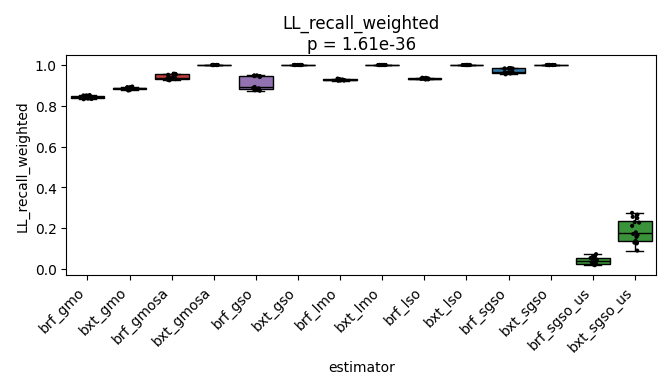 LL_recall_weighted
p = 1.61e-36
LL_recall_weighted
1.0
0.8
0.6
0.4
0.2
0.0
brf_gmo
bxt_gmo
brf_gmosa
bxt_gmosa
brf_gso
bxt_gso
brf_lmo
bxt_lmo
brf_lso
bxt_lso
brf_sgso
bxt_sgso
brf_sgso_us
bxt_sgso_us
estimator